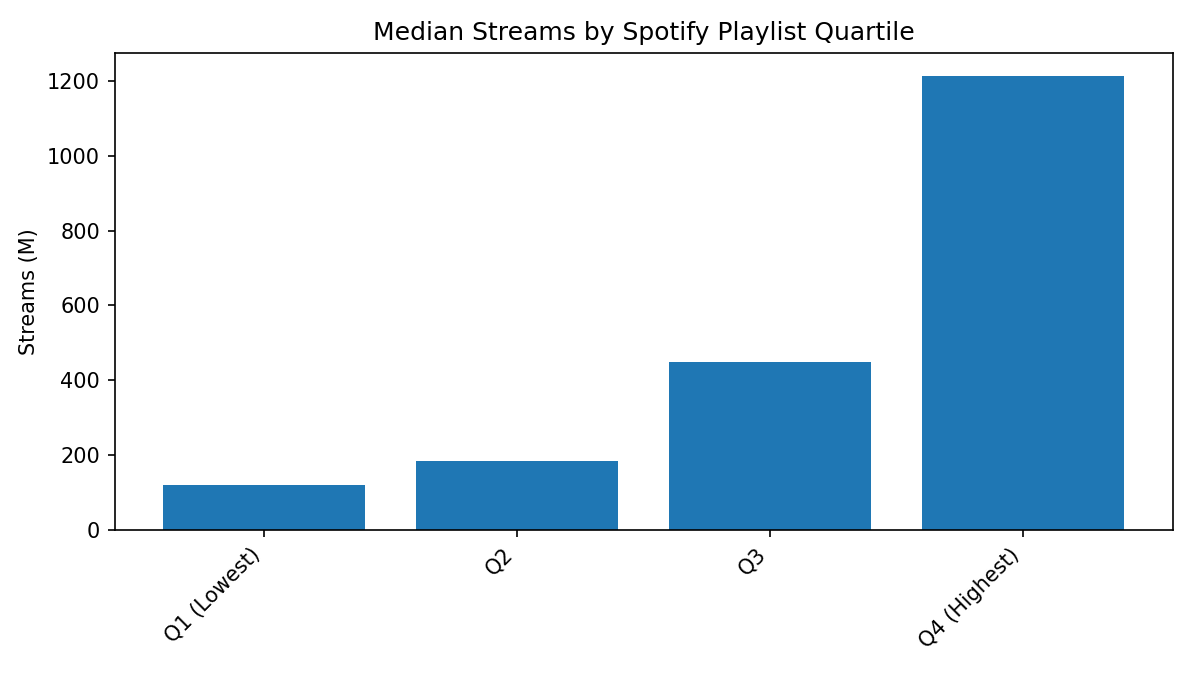 Median Streams by Spotify Playlist Quartile
1200
1000
800
600
400
200
0
Streams (M)
Q1 (Lowest)
Q2
Q3
Q4 (Highest)